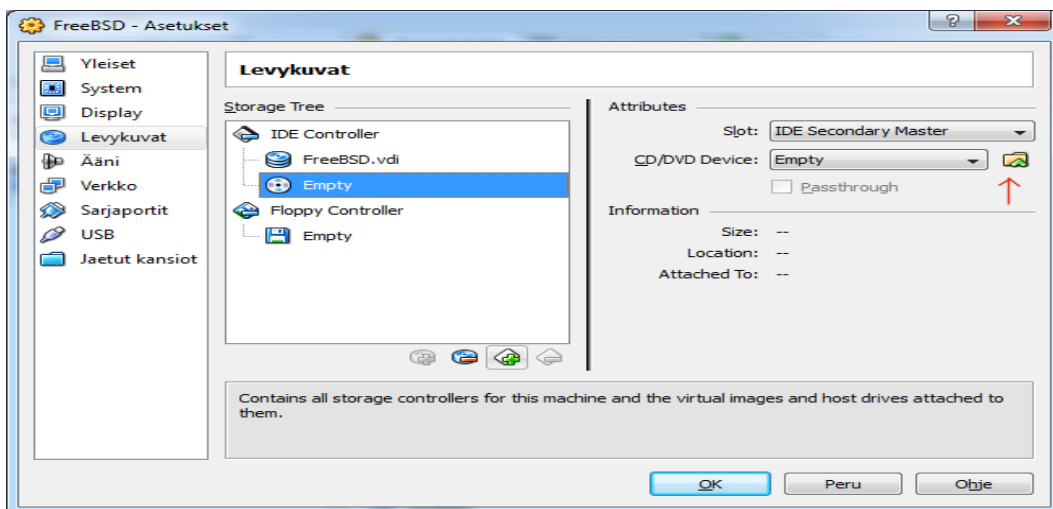 FreeBSD - Asetukset
Yleiset
System
Display
Levykuvat
Ääni
Verkko
Sarjaportit
USB
Jaetut kansiot
Levykuvat
Storage Tree
IDE Controller
FreeBSD.vdi
Empty
Floppy Controller
Empty
Attributes
Slot: IDE Secondary Master
CD/DVD Device: Empty
Passthrough
Information
Size: --
Location: --
Attached To: --
Contains all storage controllers for this machine and the virtual images and host drives attached to
them.
OK Peru Ohje